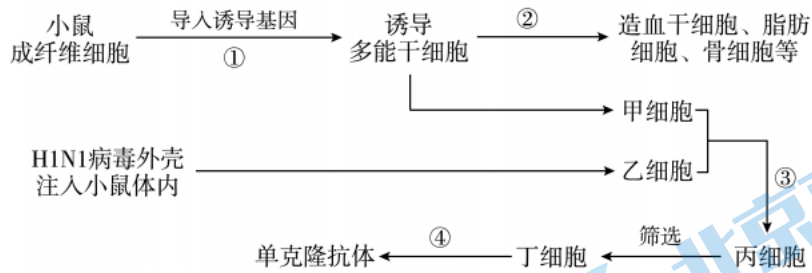 小鼠
成纤维细胞
导入诱导基因
①
诱导
多能干细胞
②
造血干细胞、脂肪
细胞、骨细胞等
甲细胞
H1N1病毒外壳
注入小鼠体内
乙细胞
③
单克隆抗体
④
丁细胞
筛选
丙细胞
北京